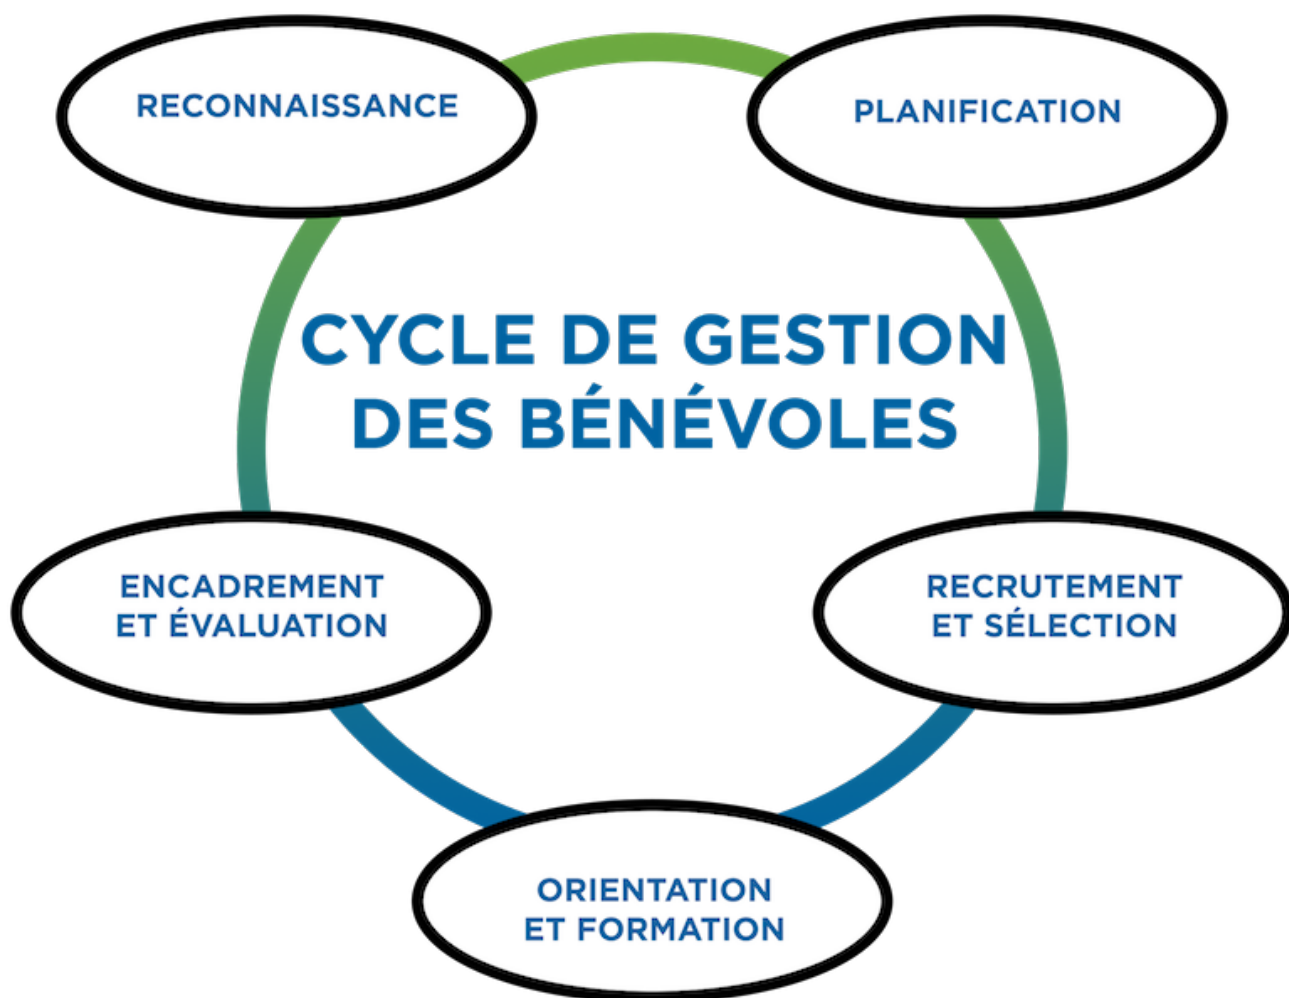 RECONNAISSANCE
PLANIFICATION
CYCLE DE GESTION
DES BÉNÉVOLES
ENCADREMENT
ET ÉVALUATION
RECRUTEMENT
ET SÉLECTION
ORIENTATION
ET FORMATION